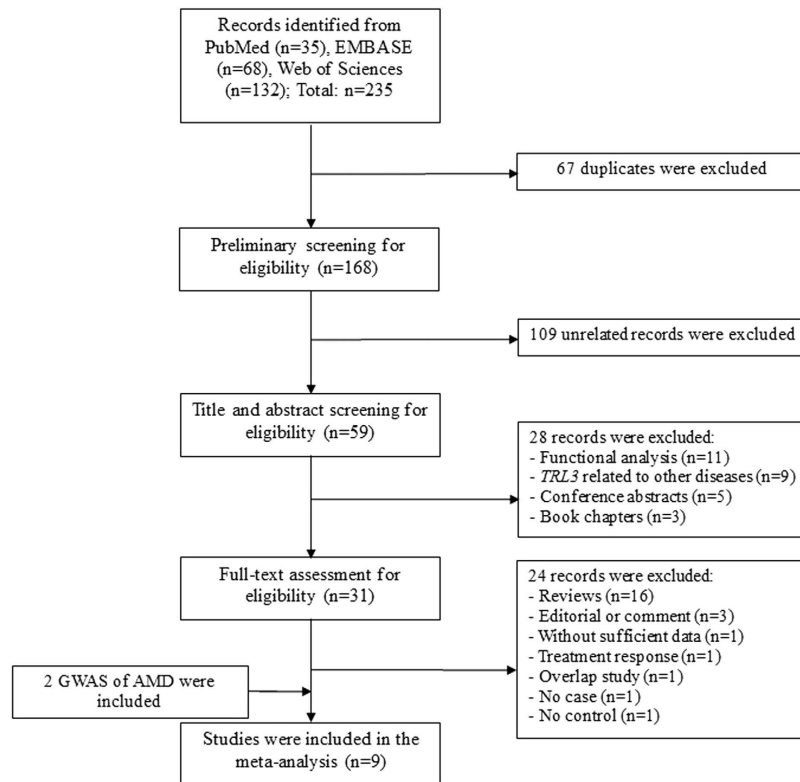 Records identified from
PubMed (n=35), EMBASE
(n=68), Web of Sciences
(n=132); Total: n=235
67 duplicates were excluded
Preliminary screening for
eligibility (n=168)
109 unrelated records were excluded
Title and abstract screening for
eligibility (n=59)
28 records were excluded:
- Functional analysis (n=11)
- TRL3 related to other diseases (n=9)
- Conference abstracts (n=5)
- Book chapters (n=3)
Full-text assessment for
eligibility (n=31)
24 records were excluded:
- Reviews (n=16)
- Editorial or comment (n=3)
- Without sufficient data (n=1)
- Treatment response (n=1)
- Overlap study (n=1)
- No case (n=1)
- No control (n=1)
2 GWAS of AMD were
included
Studies were included in the
meta-analysis (n=9)